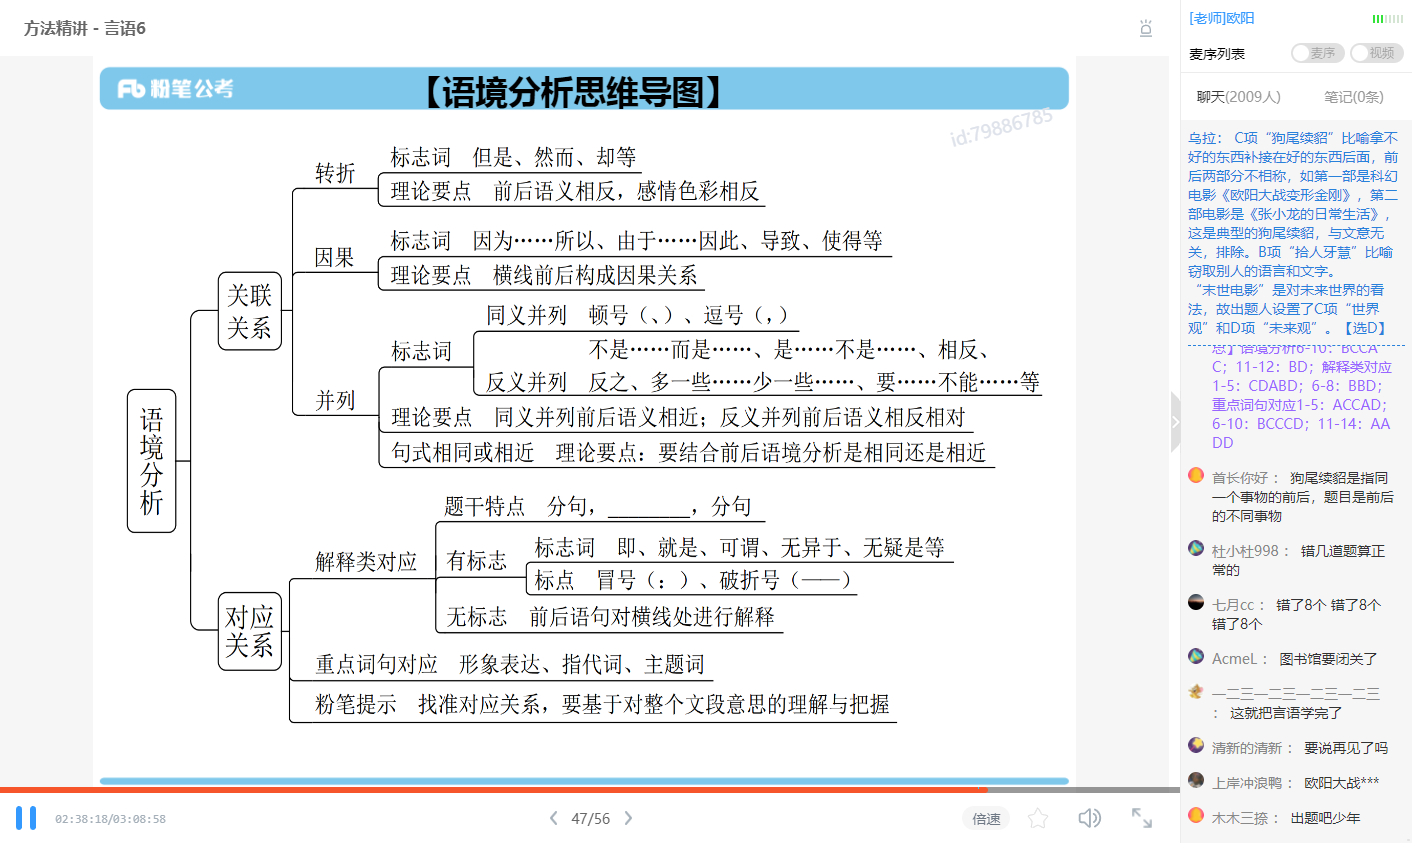 方法精讲 - 言语6
粉笔公考
【语境分析思维导图】
id:79886785
语境分析
关联关系
转折
标志词 但是、然而、却等
理论要点 前后语义相反，感情色彩相反
因果
标志词 因为……所以、由于……因此、导致、使得等
理论要点 横线前后构成因果关系
并列
标志词
同义并列 顿号（、）、逗号（，）
不是……而是……、是……不是……、相反、
反义并列 反之、多一些……少一些……、要……不能……等
理论要点 同义并列前后语义相近；反义并列前后语义相反相对
句式相同或相近 理论要点：要结合前后语境分析是相同还是相近
对应关系
解释类对应
题干特点 分句，________，分句
有标志
标志词 即、就是、可谓、无异于、无疑是等
标点 冒号（：）、破折号（——）
无标志 前后语句对横线处进行解释
重点词句对应 形象表达、指代词、主题词
粉笔提示 找准对应关系，要基于对整个文段意思的理解与把握
02:38:18/03:08:58
47/56
倍速
[老师]欧阳
麦序列表
麦序
视频
聊天(2009人)
笔记(0条)
乌拉： C项“狗尾续貂”比喻拿不
好的东西补接在好的东西后面，前
后两部分不相称，如第一部是科幻
电影《欧阳大战变形金刚》，第二
部电影是《张小龙的日常生活》，
这是典型的狗尾续貂，与文意无
关，排除。B项“拾人牙慧”比喻
窃取别人的语言和文字。
“末世电影”是对未来世界的看
法，故出题人设置了C项“世界
观”和D项“未来观”。【选D】
总】语境分析6-10：BCCA
C；11-12：BD；解释类对应
1-5：CDABD；6-8：BBD；
重点词句对应1-5：ACCAD；
6-10：BCCCD；11-14：AA
DD
首长你好： 狗尾续貂是指同
一个事物的前后，题目是前后
的不同事物
杜小杜998： 错几道题算正
常的
七月cc： 错了8个 错了8个
错了8个
AcmeL： 图书馆要闭关了
一二三一二三一二三一二三
： 这就把言语学完了
清新的清新： 要说再见了吗
上岸冲浪鸭： 欧阳大战***
木木三捺： 出题吧少年